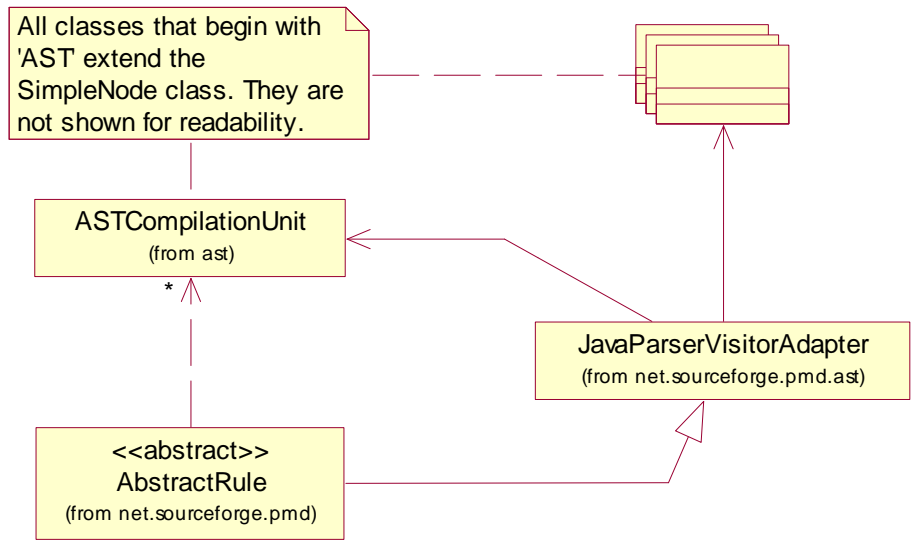 All classes that begin with
'AST' extend the
SimpleNode class. They are
not shown for readability.
ASTCompilationUnit
(from ast)
*
JavaParserVisitorAdapter
(from net.sourceforge.pmd.ast)
<<abstract>>
AbstractRule
(from net.sourceforge.pmd)